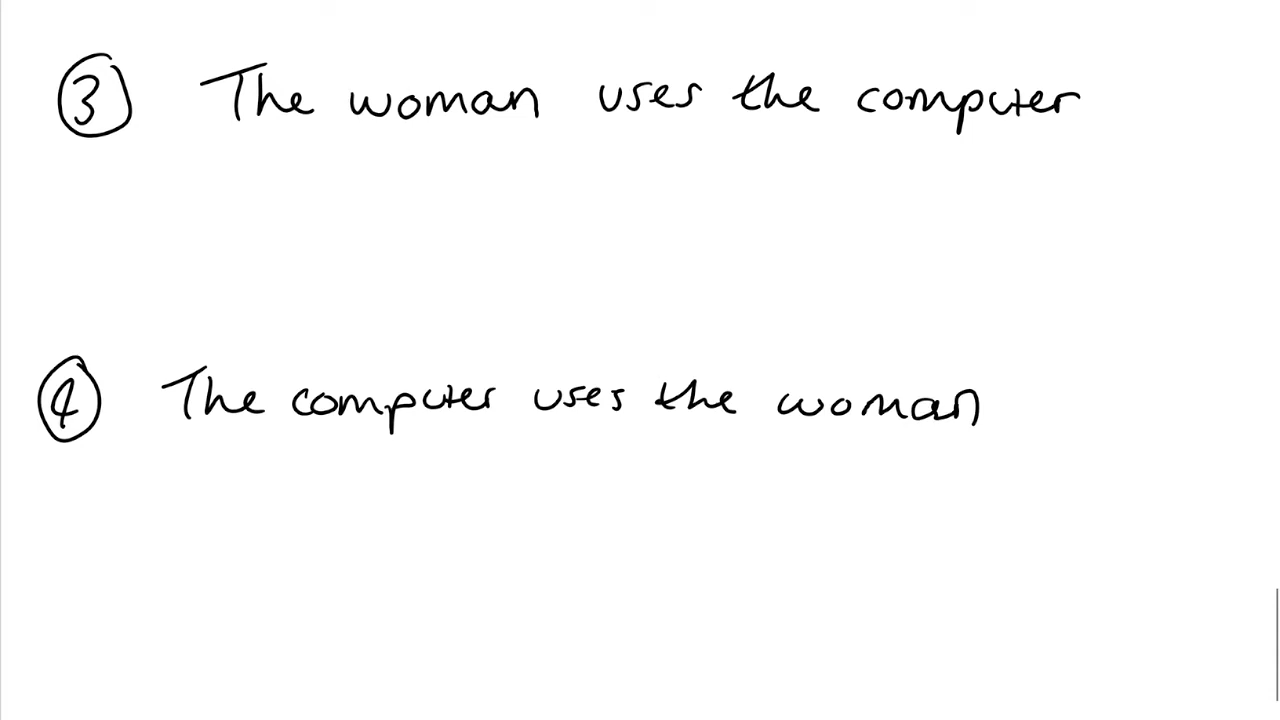 ③ The woman uses the computer
④ The computer uses the woman